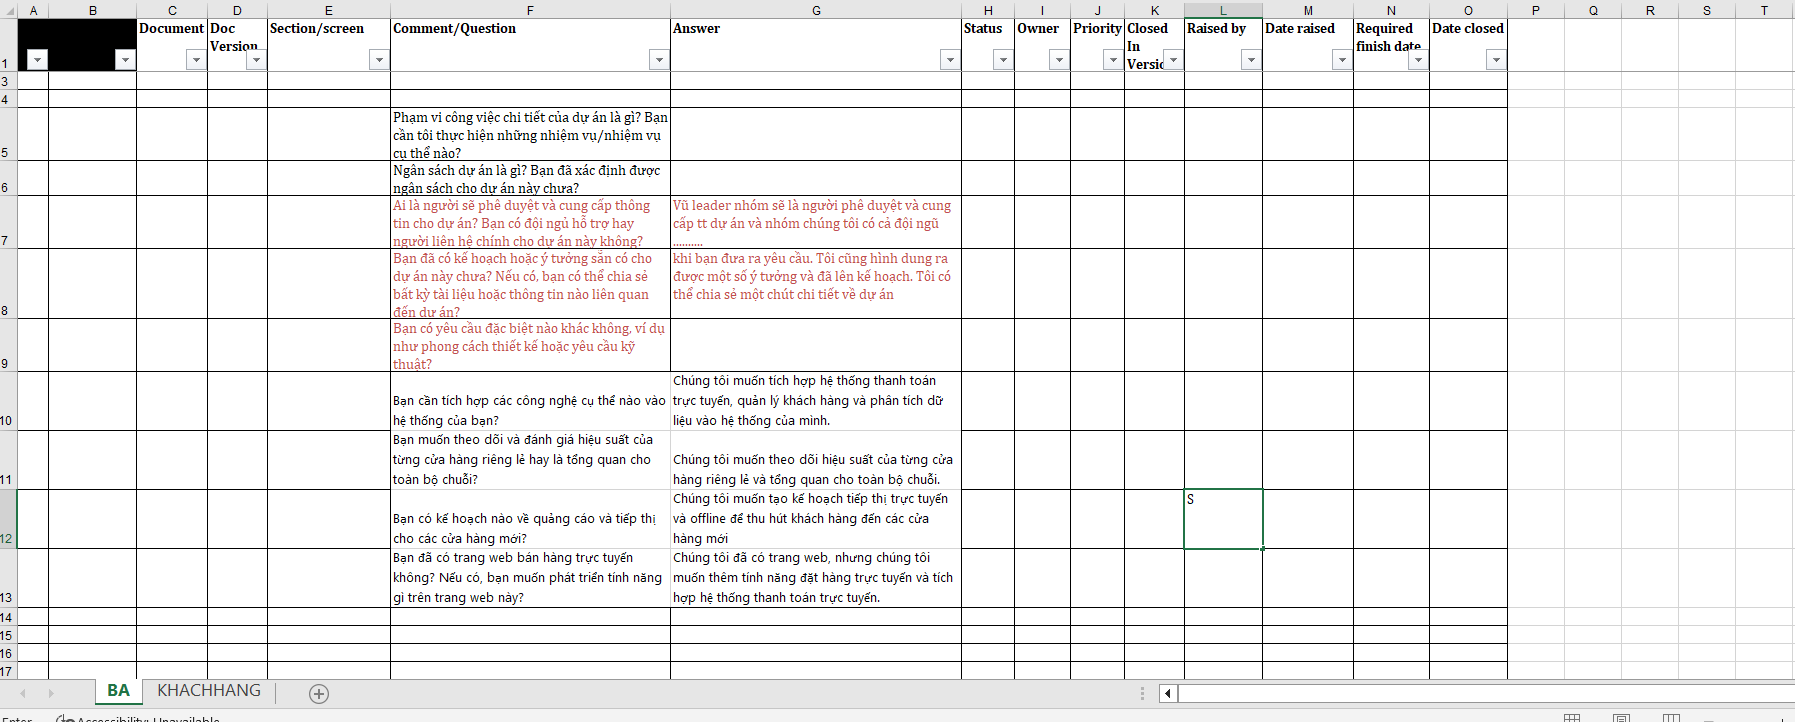 A B C D E F G H I J K L M N O P Q R S T
1 Document Doc Version Section/screen Comment/Question Answer Status Owner Priority Closed In Versic Raised by Date raised Required finish date Date closed
3
4
5
Phạm vi công việc chi tiết của dự án là gì? Bạn
cần tôi thực hiện những nhiệm vụ/nhiệm vụ
cụ thể nào?
6
Ngân sách dự án là gì? Bạn đã xác định được
ngân sách cho dự án này chưa?
7
Ai là người sẽ phê duyệt và cung cấp thông
tin cho dự án? Bạn có đội ngủ hỗ trợ hay
người liên hệ chính cho dự án này không?
Vũ leader nhóm sẽ là người phê duyệt và cung
cấp tt dự án và nhóm chúng tôi có cả đội ngũ
..........
8
Bạn đã có kế hoạch hoặc ý tưởng sẵn có cho
dự án này chưa? Nếu có, bạn có thể chia sẻ
bất kỳ tài liệu hoặc thông tin nào liên quan
đến dự án?
khi bạn đưa ra yêu cầu. Tôi cũng hình dung ra
được một số ý tưởng và đã lên kế hoạch. Tôi có
thể chia sẻ một chút chi tiết về dự án
9
Bạn có yêu cầu đặc biệt nào khác không, ví dụ
như phong cách thiết kế hoặc yêu cầu kỹ
thuật?
10
Bạn cần tích hợp các công nghệ cụ thể nào vào
hệ thống của bạn?
Chúng tôi muốn tích hợp hệ thống thanh toán
trực tuyến, quản lý khách hàng và phân tích dữ
liệu vào hệ thống của mình.
11
Bạn muốn theo dõi và đánh giá hiệu suất của
từng cửa hàng riêng lẻ hay là tổng quan cho
toàn bộ chuỗi?
Chúng tôi muốn theo dõi hiệu suất của từng cửa
hàng riêng lẻ và tổng quan cho toàn bộ chuỗi.
12
Bạn có kế hoạch nào về quảng cáo và tiếp thị
cho các cửa hàng mới?
Chúng tôi muốn tạo kế hoạch tiếp thị trực tuyến
và offline để thu hút khách hàng đến các cửa
hàng mới
S
13
Bạn đã có trang web bán hàng trực tuyến
không? Nếu có, bạn muốn phát triển tính năng
gì trên trang web này?
Chúng tôi đã có trang web, nhưng chúng tôi
muốn thêm tính năng đặt hàng trực tuyến và tích
hợp hệ thống thanh toán trực tuyến.
14
15
16
17
BA KHACHHANG
Enter Accessibility: Unavailable